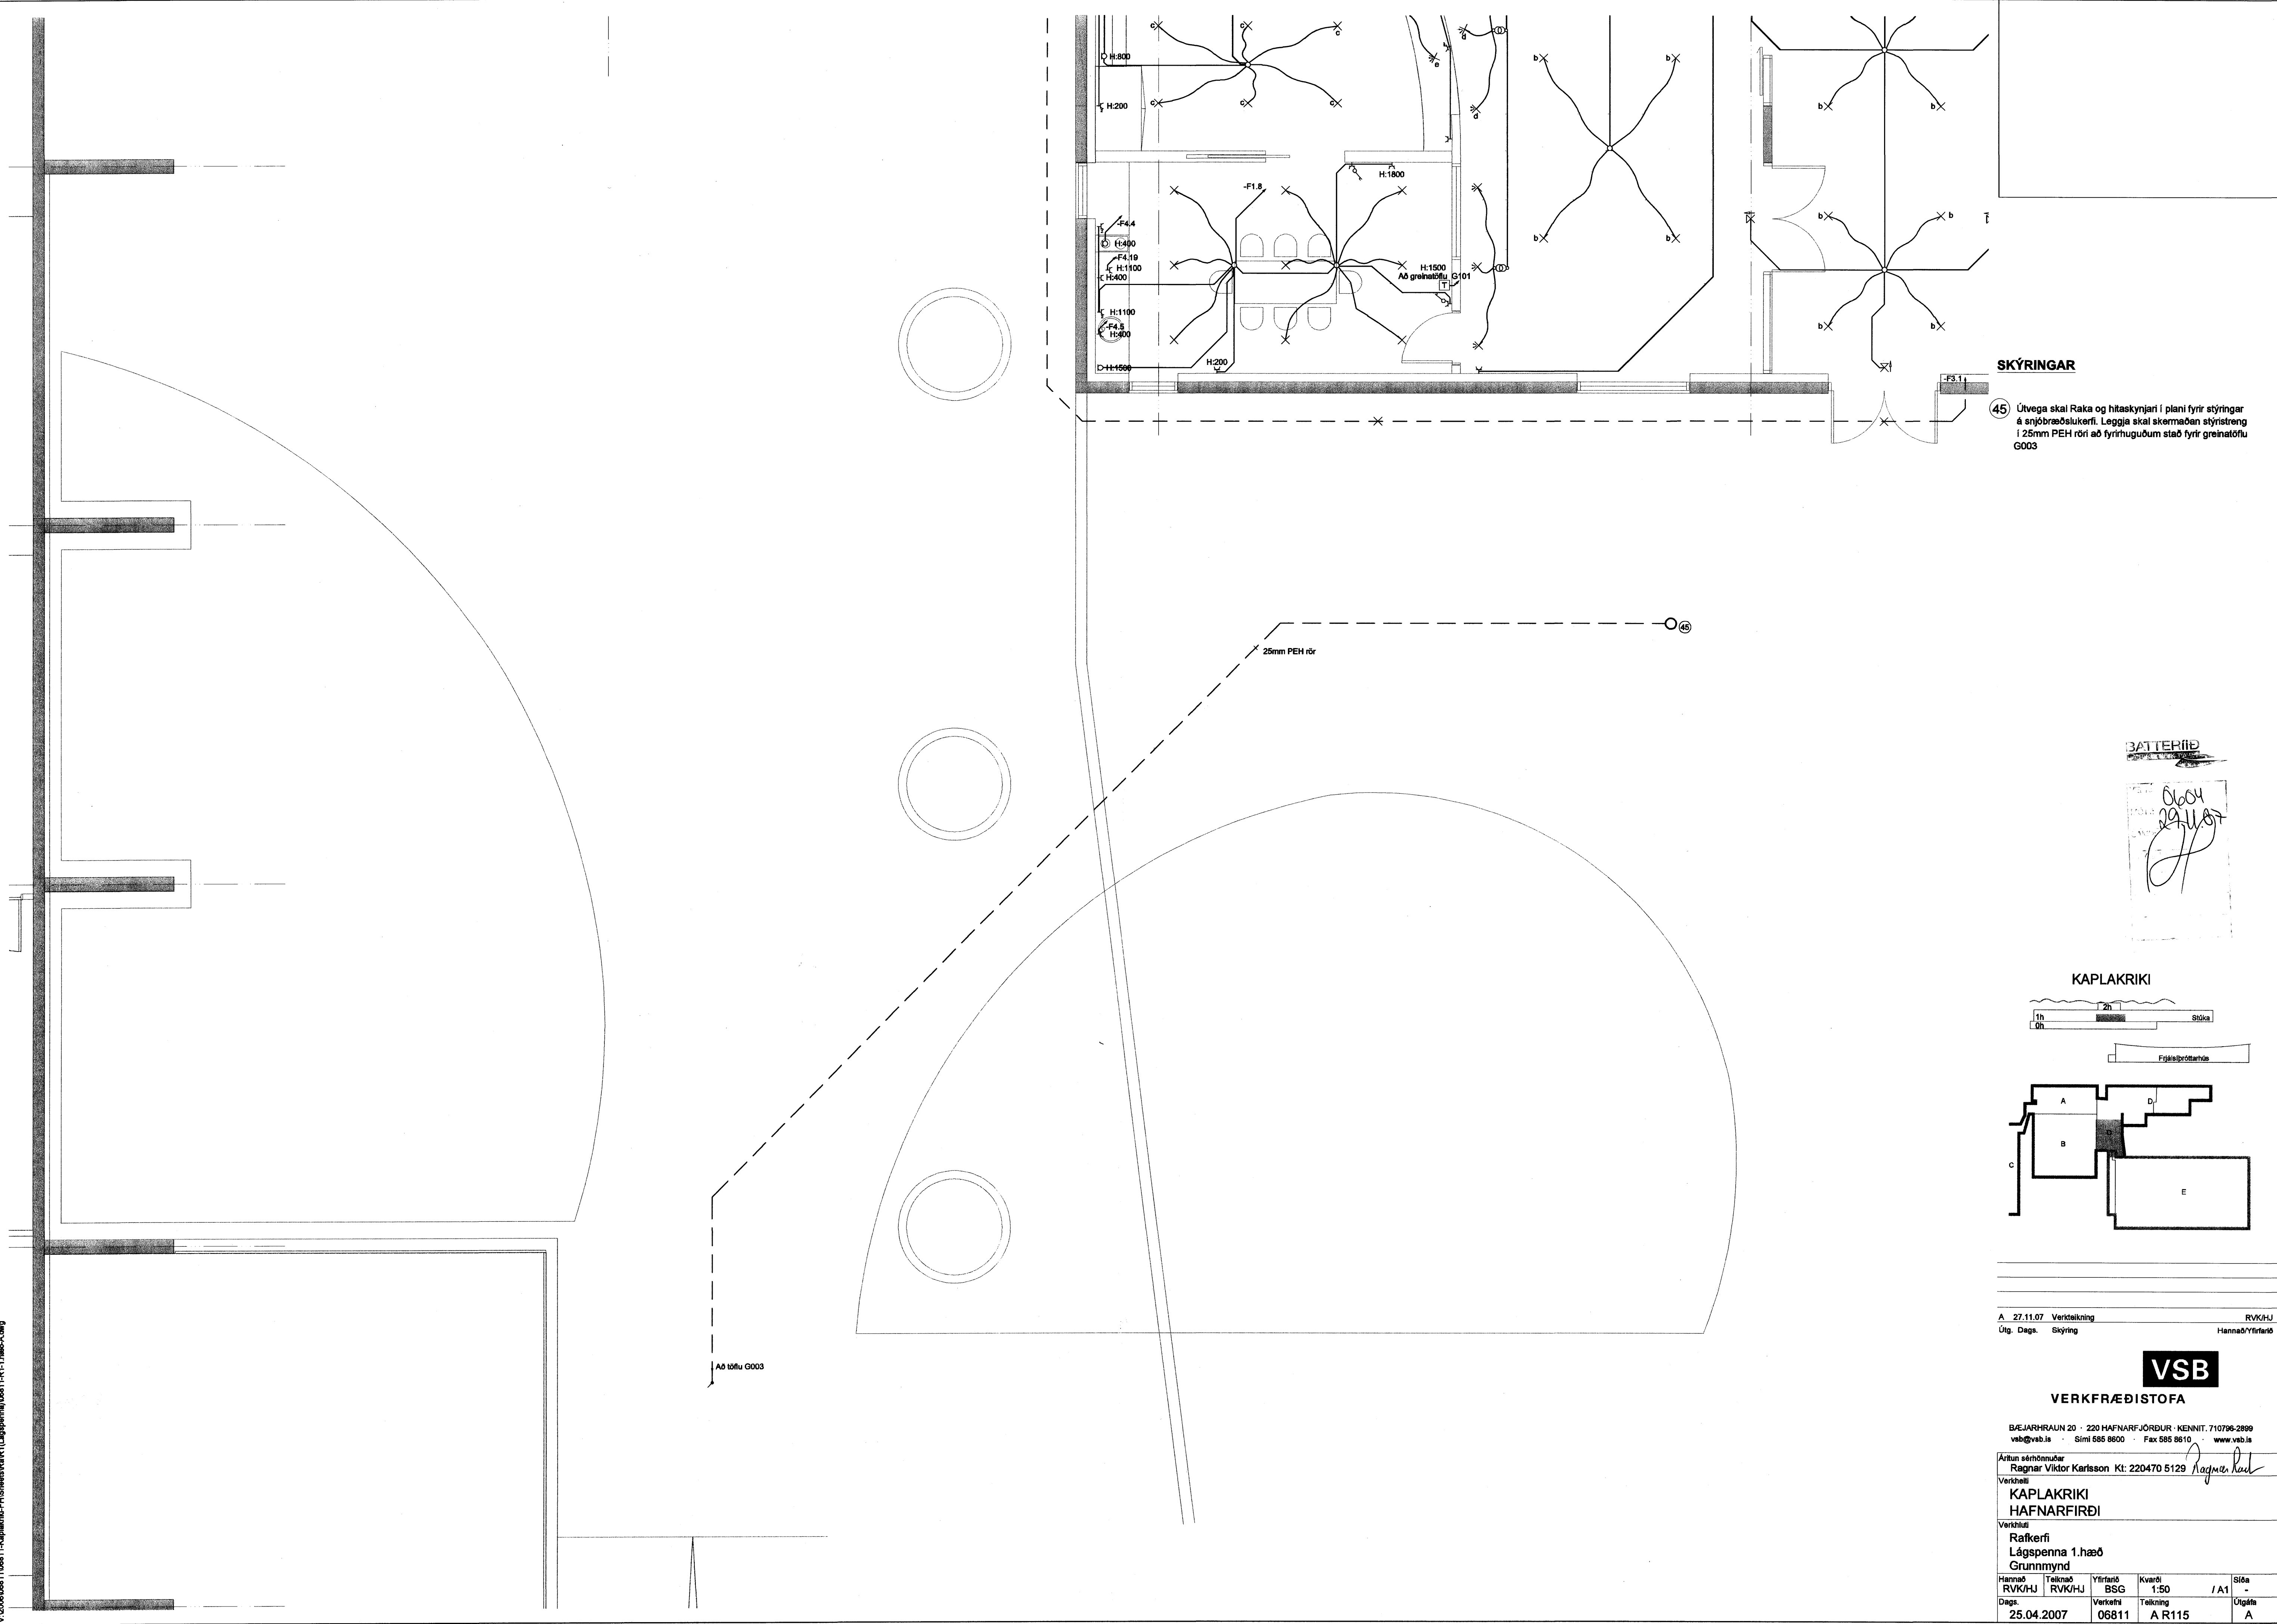 c
c
c
c
c
c
H:800
H:200
e
d
d
b
b
b
b
b
b
b
b
b
b
H:1800
-F1.8
-F4.4
H:400
-F4.19
H:1100
H:400
H:1100
-F4.5
H:400
H:1500
H:200
H:1500
Að greinatöflu G101
T
-F3.1
SKÝRINGAR
45 Útvega skal Raka og hitaskynjari í plani fyrir stýringar
á snjóbræðslukerfi. Leggja skal skermaðan stýristreng
í 25mm PEH röri að fyrirhuguðum stað fyrir greinatöflu
G003
45
25mm PEH rör
Að töflu G003
BATTERÍIÐ
0604
29.11.07
KAPLAKRIKI
2h
1h
Stúka
0h
Frjálsíþróttarhús
A
D
B
D
C
E
A 27.11.07 Verkteikning RVK/HJ
Útg. Dags. Skýring Hannað/Yfirfarið
VSB
VERKFRÆÐISTOFA
BÆJARHRAUN 20 · 220 HAFNARFJÖRÐUR · KENNIT. 710796-2899
vsb@vsb.is · Sími 585 8600 · Fax 585 8610 · www.vsb.is
Áritun sérhönnuðar
Ragnar Viktor Karlsson Kt: 220470 5129
Verkheiti
KAPLAKRIKI
HAFNARFIRÐI
Verkhluti
Rafkerfi
Lágspenna 1.hæð
Grunnmynd
Hannað Teiknað Yfirfarið Kvarði Síða
RVK/HJ RVK/HJ BSG 1:50 / A1 -
Dags. Verkefni Teikning Útgáfa
25.04.2007 06811 A R115 A